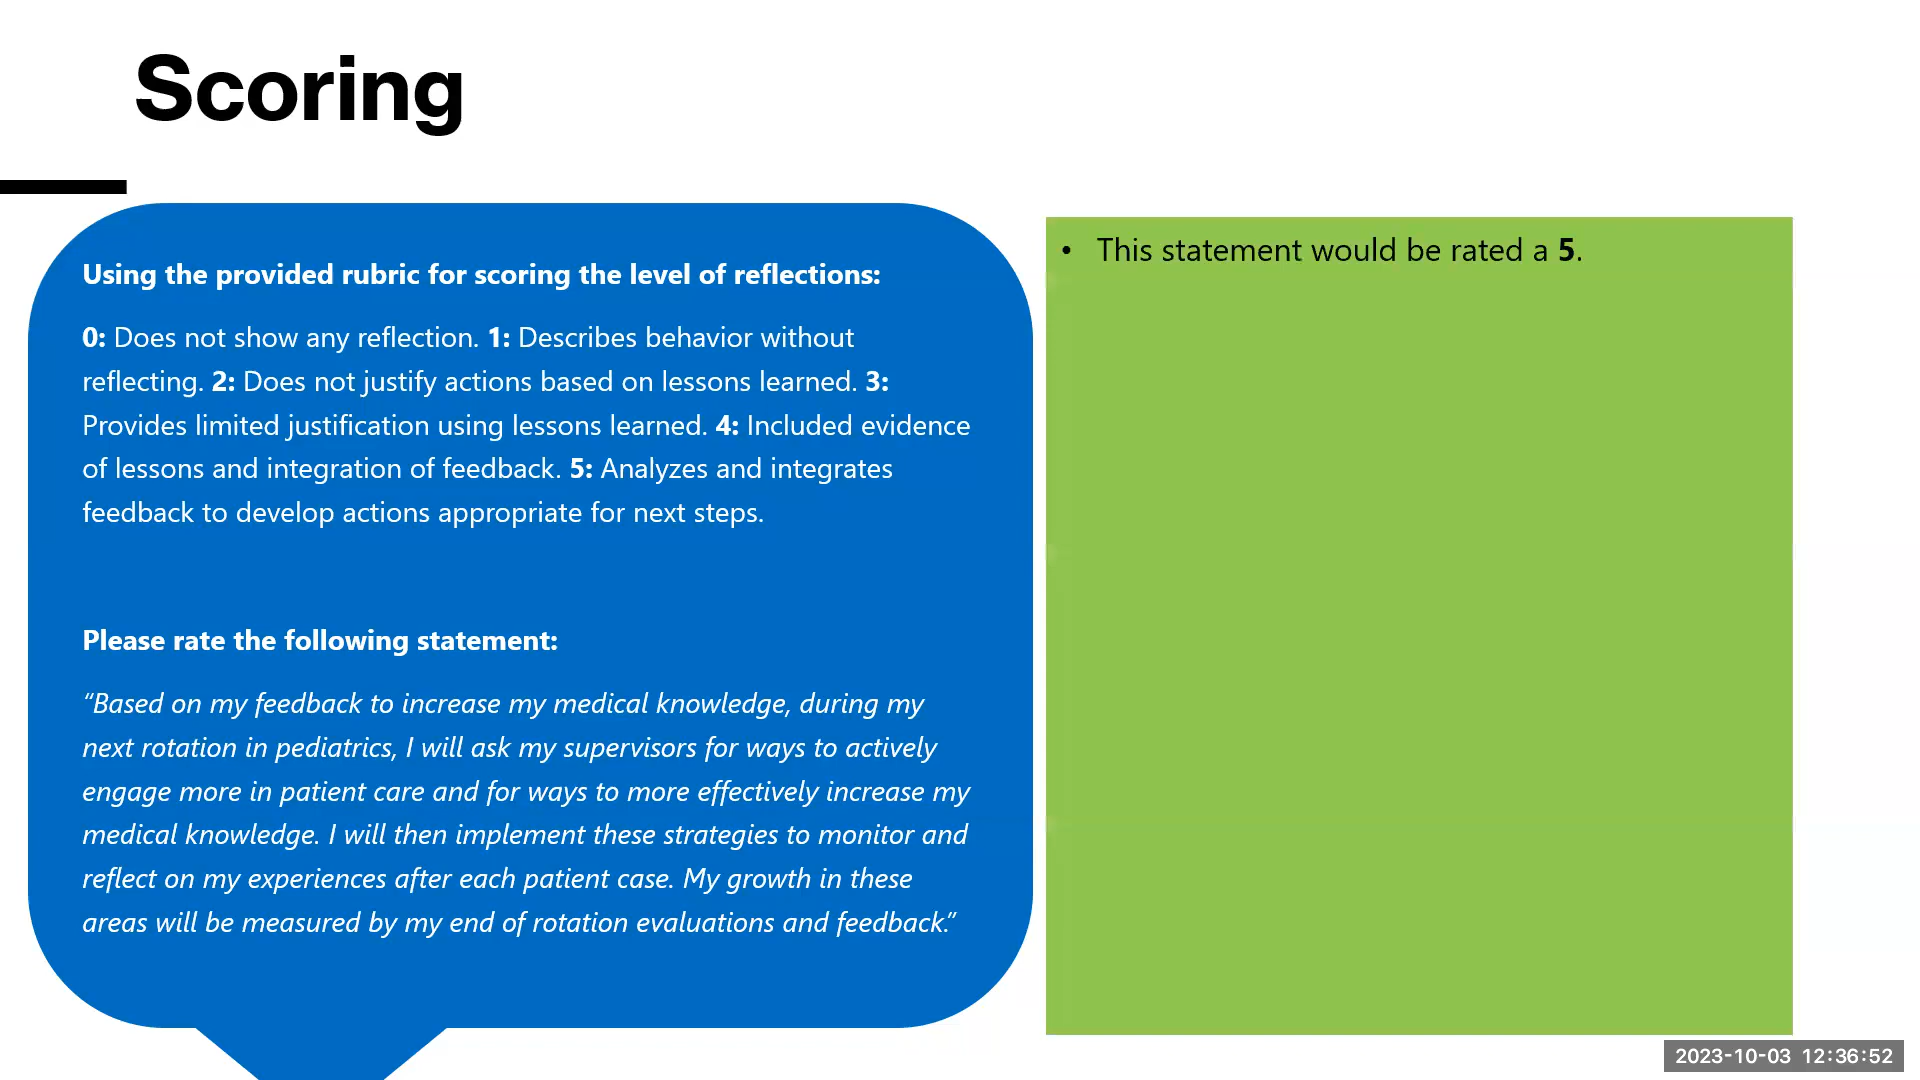 Scoring
Using the provided rubric for scoring the level of reflections:
0: Does not show any reflection. 1: Describes behavior without
reflecting. 2: Does not justify actions based on lessons learned. 3:
Provides limited justification using lessons learned. 4: Included evidence
of lessons and integration of feedback. 5: Analyzes and integrates
feedback to develop actions appropriate for next steps.
Please rate the following statement:
“Based on my feedback to increase my medical knowledge, during my
next rotation in pediatrics, I will ask my supervisors for ways to actively
engage more in patient care and for ways to more effectively increase my
medical knowledge. I will then implement these strategies to monitor and
reflect on my experiences after each patient case. My growth in these
areas will be measured by my end of rotation evaluations and feedback.”
• This statement would be rated a 5.
2023-10-03 12:36:52